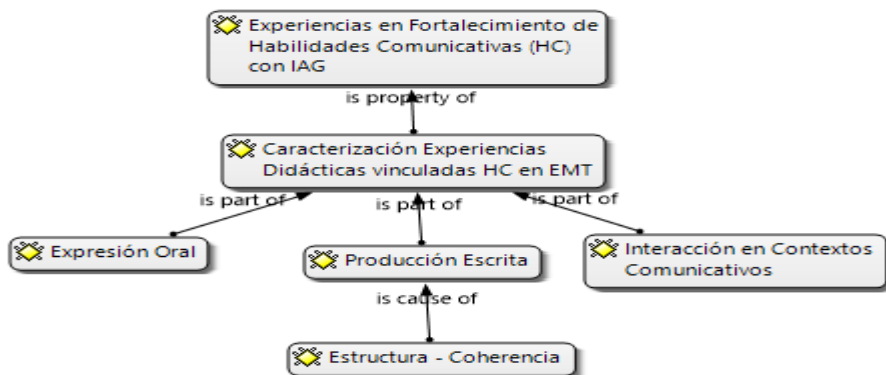 Experiencias en Fortalecimiento de
Habilidades Comunicativas (HC)
con IAG
is property of
Caracterización Experiencias
Didácticas vinculadas HC en EMT
is part of
is part of
is part of
Expresión Oral
Producción Escrita
Interacción en Contextos
Comunicativos
is cause of
Estructura - Coherencia